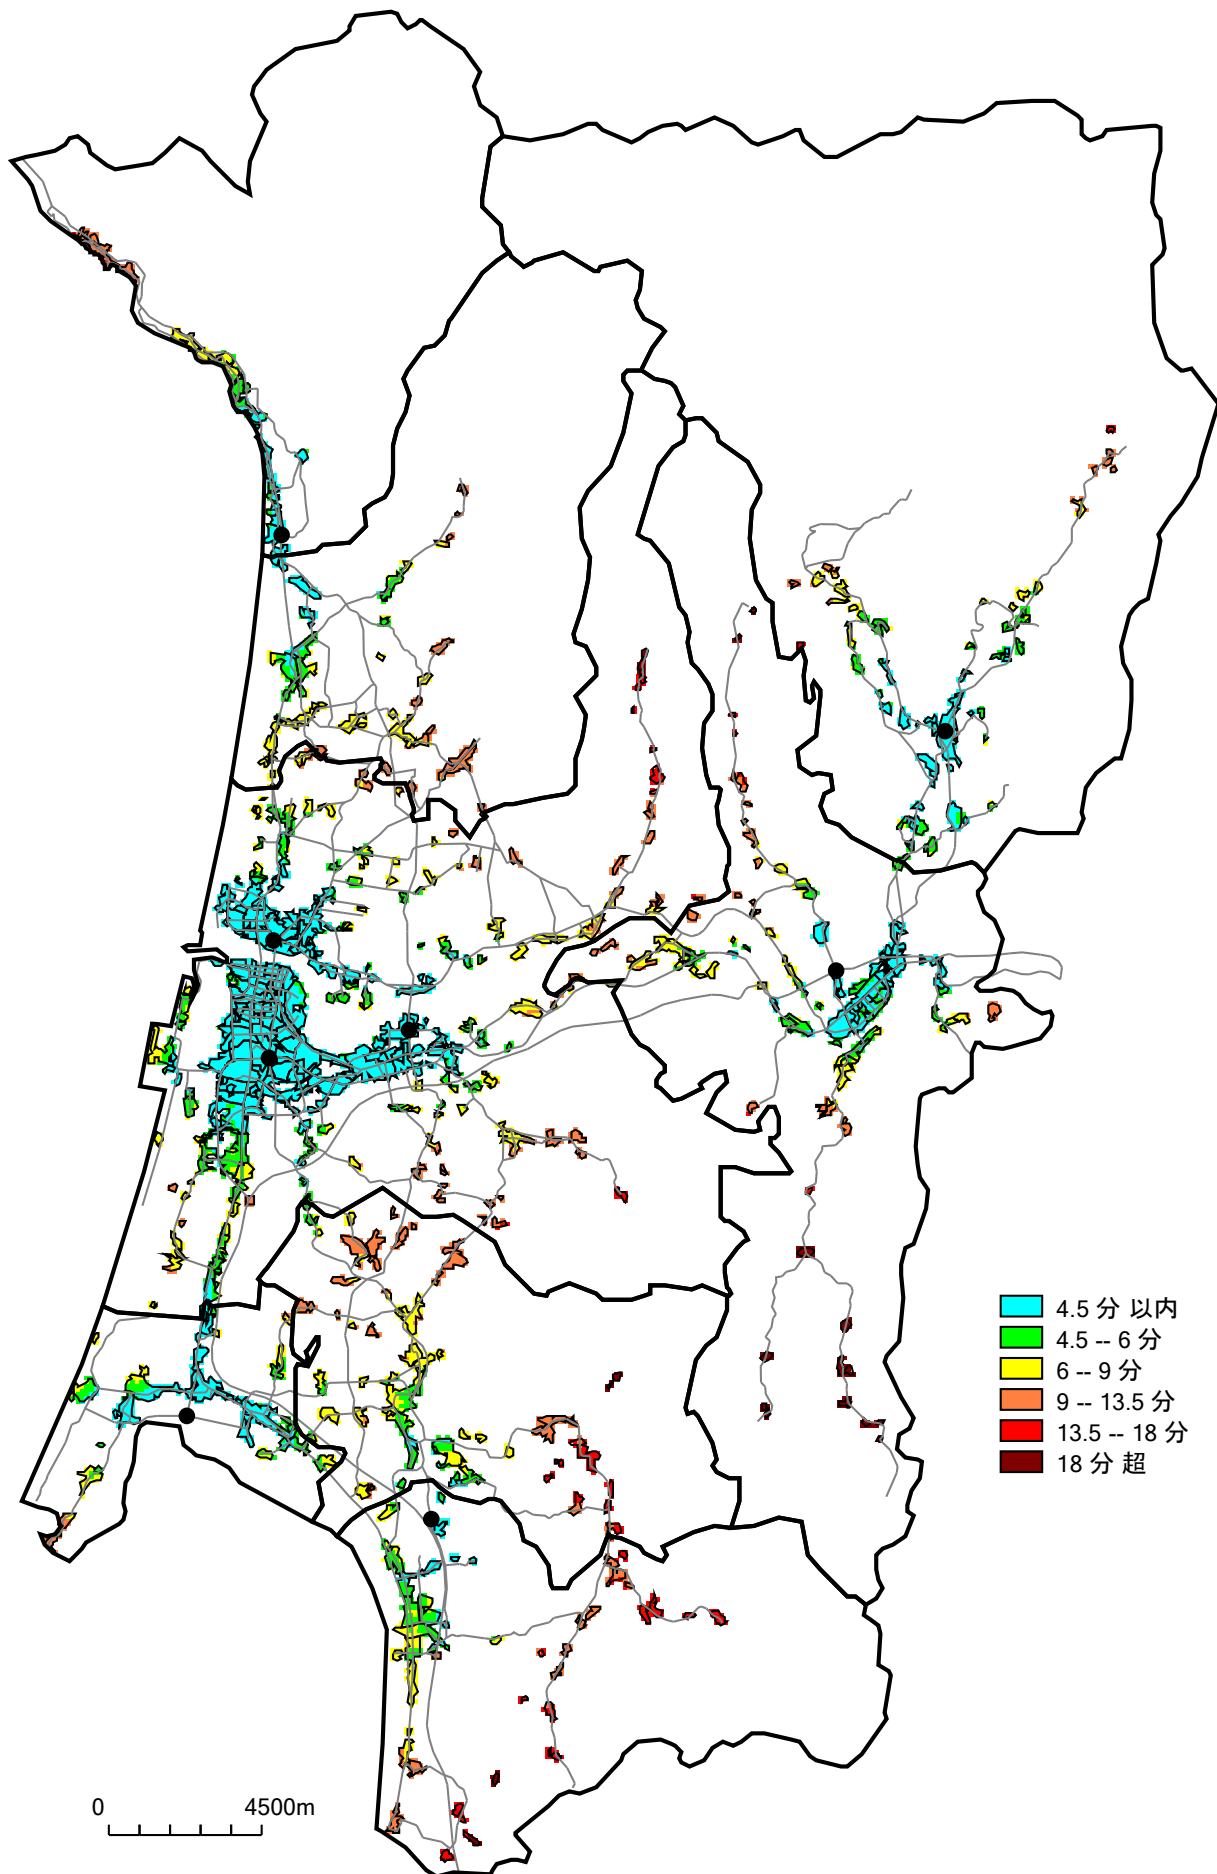 4.5 分 以内
4.5 -- 6 分
6 -- 9 分
9 -- 13.5 分
13.5 -- 18 分
18 分 超
0 4500m